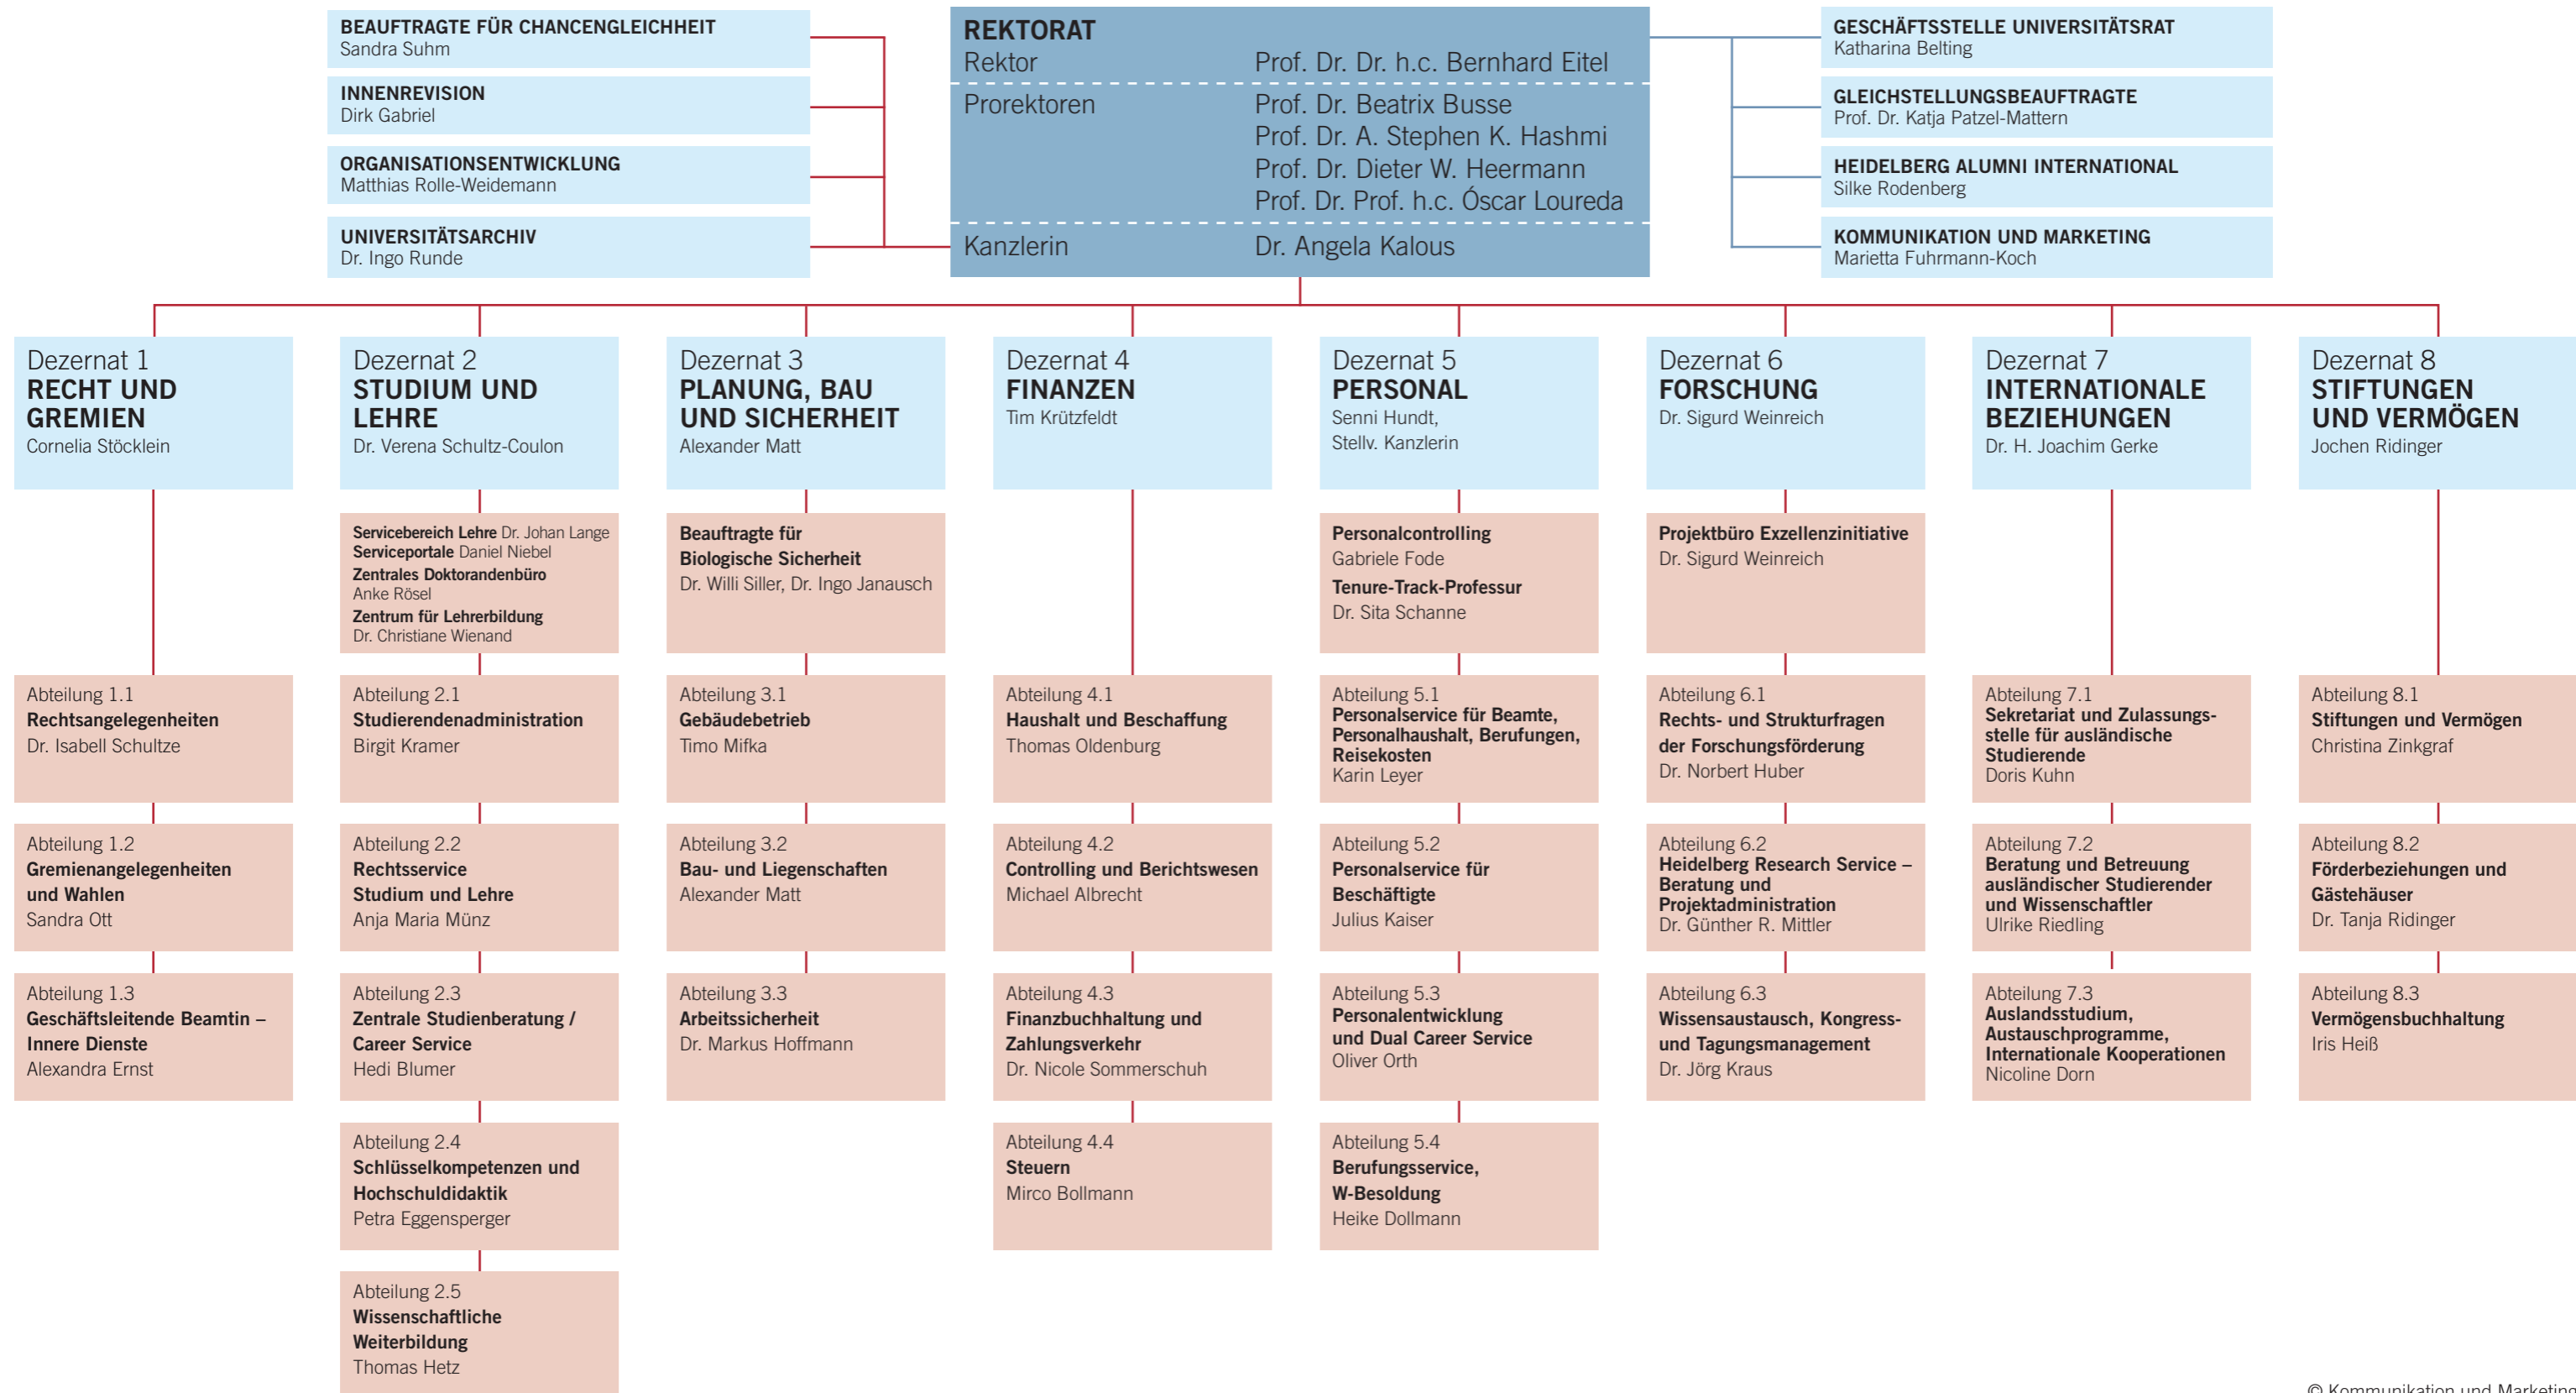 BEAUFTRAGTE FÜR CHANCENGLEICHHEIT
Sandra Suhm
INNENREVISION
Dirk Gabriel
ORGANISATIONSENTWICKLUNG
Matthias Rolle-Weidemann
UNIVERSITÄTSARCHIV
Dr. Ingo Runde
REKTORAT
Rektor Prof. Dr. Dr. h.c. Bernhard Eitel
Prorektoren Prof. Dr. Beatrix Busse
Prof. Dr. A. Stephen K. Hashmi
Prof. Dr. Dieter W. Heermann
Prof. Dr. Prof. h.c. Óscar Loureda
Kanzlerin Dr. Angela Kalous
GESCHÄFTSSTELLE UNIVERSITÄTSRAT
Katharina Belting
GLEICHSTELLUNGSBEAUFTRAGTE
Prof. Dr. Katja Patzel-Mattern
HEIDELBERG ALUMNI INTERNATIONAL
Silke Rodenberg
KOMMUNIKATION UND MARKETING
Marietta Fuhrmann-Koch
Dezernat 1
RECHT UND
GREMIEN
Cornelia Stöcklein
Abteilung 1.1
Rechtsangelegenheiten
Dr. Isabell Schultze
Abteilung 1.2
Gremienangelegenheiten
und Wahlen
Sandra Ott
Abteilung 1.3
Geschäftsleitende Beamtin –
Innere Dienste
Alexandra Ernst
Dezernat 2
STUDIUM UND
LEHRE
Dr. Verena Schultz-Coulon
Servicebereich Lehre Dr. Johan Lange
Serviceportale Daniel Niebel
Zentrales Doktorandenbüro
Anke Rösel
Zentrum für Lehrerbildung
Dr. Christiane Wienand
Abteilung 2.1
Studierendenadministration
Birgit Kramer
Abteilung 2.2
Rechtsservice
Studium und Lehre
Anja Maria Münz
Abteilung 2.3
Zentrale Studienberatung /
Career Service
Hedi Blumer
Abteilung 2.4
Schlüsselkompetenzen und
Hochschuldidaktik
Petra Eggensperger
Abteilung 2.5
Wissenschaftliche
Weiterbildung
Thomas Hetz
Dezernat 3
PLANUNG, BAU
UND SICHERHEIT
Alexander Matt
Beauftragte für
Biologische Sicherheit
Dr. Willi Siller, Dr. Ingo Janausch
Abteilung 3.1
Gebäudebetrieb
Timo Mifka
Abteilung 3.2
Bau- und Liegenschaften
Alexander Matt
Abteilung 3.3
Arbeitssicherheit
Dr. Markus Hoffmann
Dezernat 4
FINANZEN
Tim Krützfeldt
Abteilung 4.1
Haushalt und Beschaffung
Thomas Oldenburg
Abteilung 4.2
Controlling und Berichtswesen
Michael Albrecht
Abteilung 4.3
Finanzbuchhaltung und
Zahlungsverkehr
Dr. Nicole Sommerschuh
Abteilung 4.4
Steuern
Mirco Bollmann
Dezernat 5
PERSONAL
Senni Hundt,
Stellv. Kanzlerin
Personalcontrolling
Gabriele Fode
Tenure-Track-Professur
Dr. Sita Schanne
Abteilung 5.1
Personalservice für Beamte,
Personalhaushalt, Berufungen,
Reisekosten
Karin Leyer
Abteilung 5.2
Personalservice für
Beschäftigte
Julius Kaiser
Abteilung 5.3
Personalentwicklung
und Dual Career Service
Oliver Orth
Abteilung 5.4
Berufungsservice,
W-Besoldung
Heike Dollmann
Dezernat 6
FORSCHUNG
Dr. Sigurd Weinreich
Projektbüro Exzellenzinitiative
Dr. Sigurd Weinreich
Abteilung 6.1
Rechts- und Strukturfragen
der Forschungsförderung
Dr. Norbert Huber
Abteilung 6.2
Heidelberg Research Service –
Beratung und
Projektadministration
Dr. Günther R. Mittler
Abteilung 6.3
Wissensaustausch, Kongress-
und Tagungsmanagement
Dr. Jörg Kraus
Dezernat 7
INTERNATIONALE
BEZIEHUNGEN
Dr. H. Joachim Gerke
Abteilung 7.1
Sekretariat und Zulassungs-
stelle für ausländische
Studierende
Doris Kuhn
Abteilung 7.2
Beratung und Betreuung
ausländischer Studierender
und Wissenschaftler
Ulrike Riedling
Abteilung 7.3
Auslandsstudium,
Austauschprogramme,
Internationale Kooperationen
Nicoline Dorn
Dezernat 8
STIFTUNGEN
UND VERMÖGEN
Jochen Ridinger
Abteilung 8.1
Stiftungen und Vermögen
Christina Zinkgraf
Abteilung 8.2
Förderbeziehungen und
Gästehäuser
Dr. Tanja Ridinger
Abteilung 8.3
Vermögensbuchhaltung
Iris Heiß
© Kommunikation und Marketing